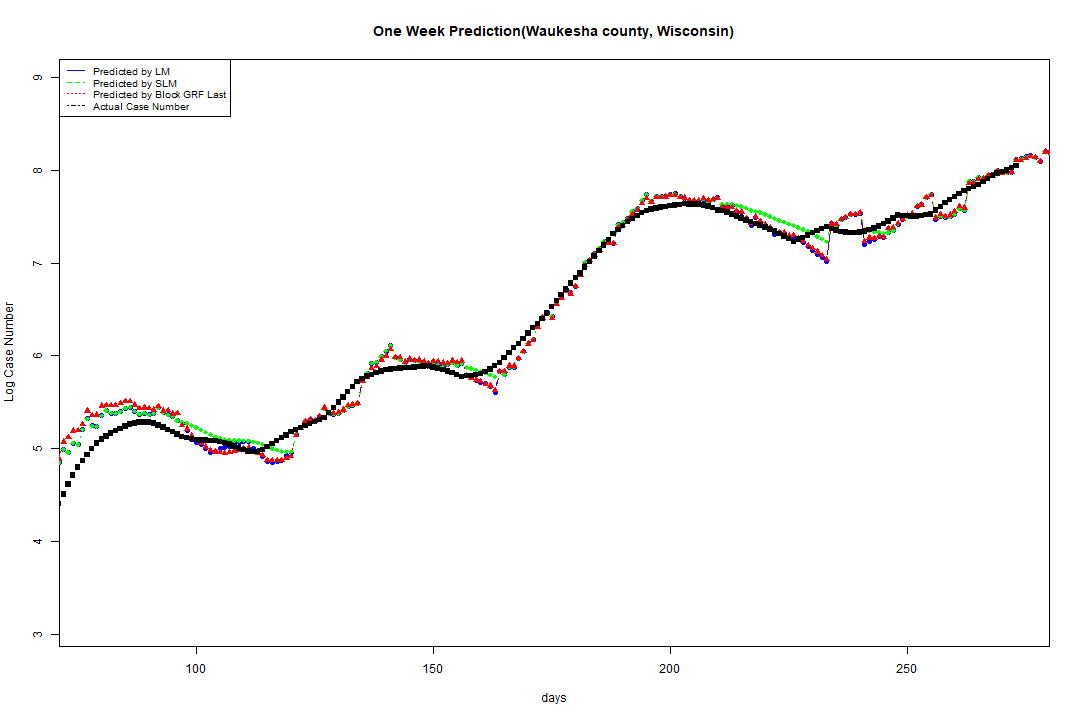 One Week Prediction(Waukesha county, Wisconsin)
Predicted by LM
Predicted by SLM
Predicted by Block GRF Last
Actual Case Number
9
8
7
6
5
4
3
Log Case Number
100 150 200 250
days